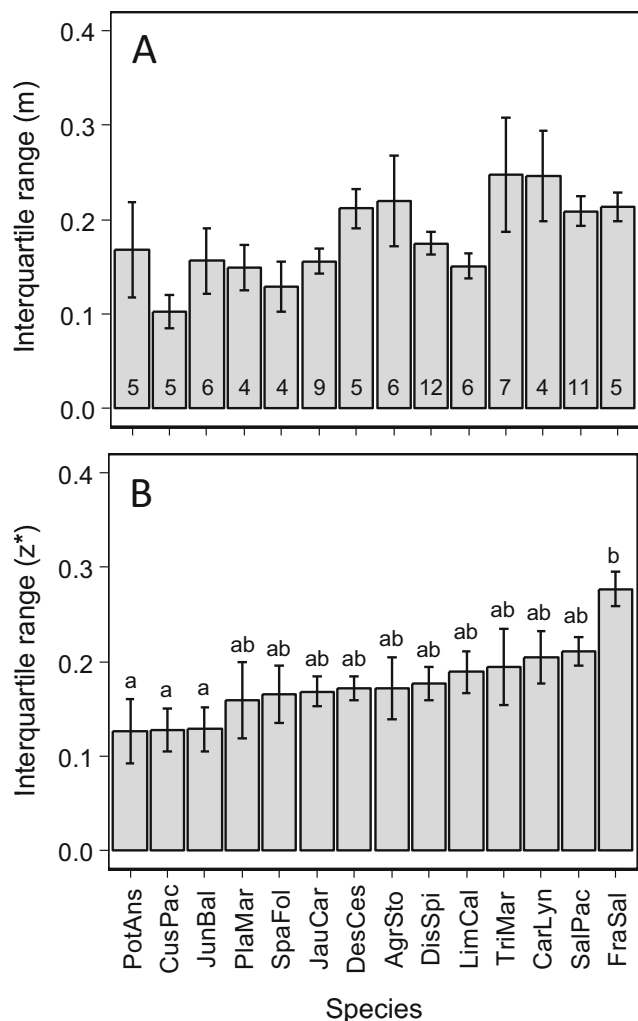 A
Interquartile range (m)
0.4
0.3
0.2
0.1
0.0
5 5 6 4 4 9 5 6 12 6 7 4 11 5
B
Interquartile range (z*)
0.4
0.3
0.2
0.1
0.0
a a a ab ab ab ab ab ab ab ab ab ab b
PotAns CusPac JunBal PlaMar SpaFol JauCar DesCes AgrSto DisSpi LimCal TriMar CarLyn SalPac FraSal
Species